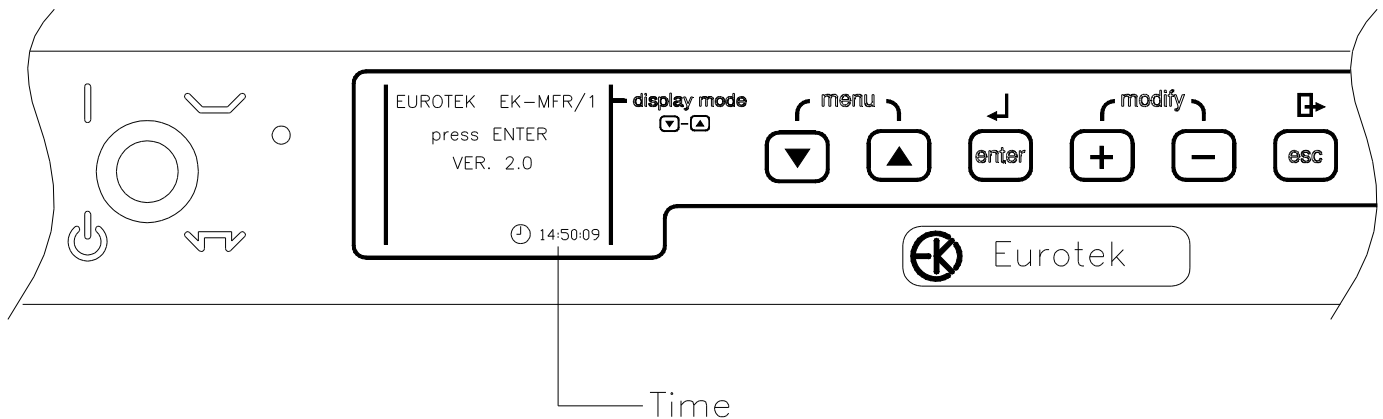 EUROTEK EK-MFR/1
press ENTER
VER. 2.0
14:50:09
display mode
menu
enter
modify
+
-
esc
EK Eurotek
Time